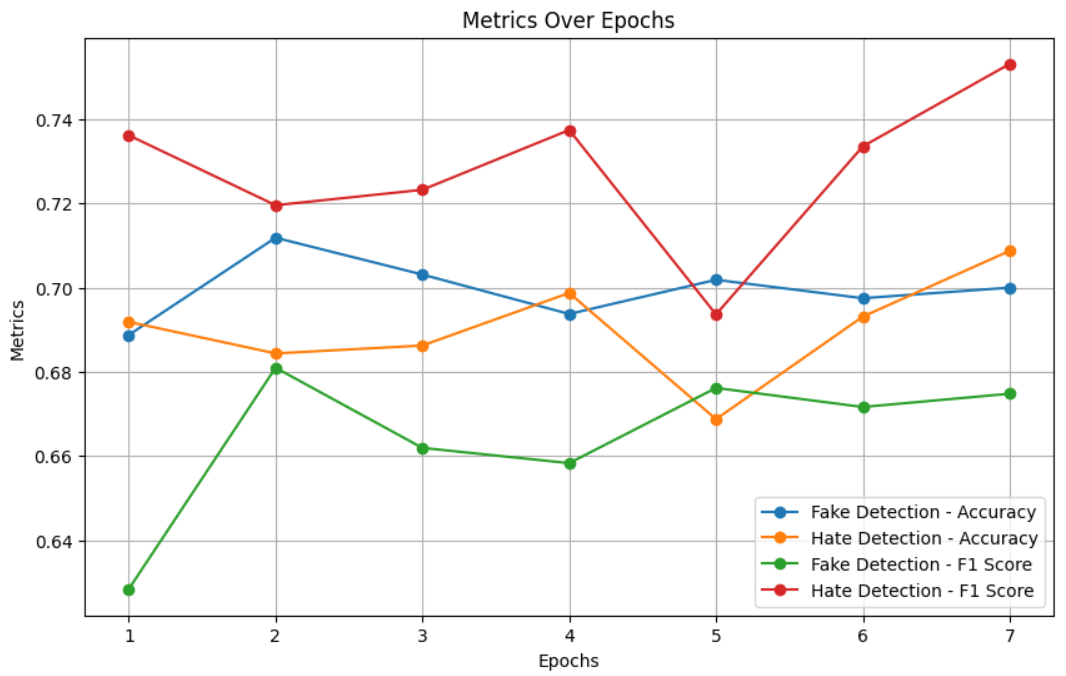 Metrics Over Epochs
Metrics
0.74
0.72
0.70
0.68
0.66
0.64
Fake Detection - Accuracy
Hate Detection - Accuracy
Fake Detection - F1 Score
Hate Detection - F1 Score
1 2 3 4 5 6 7
Epochs